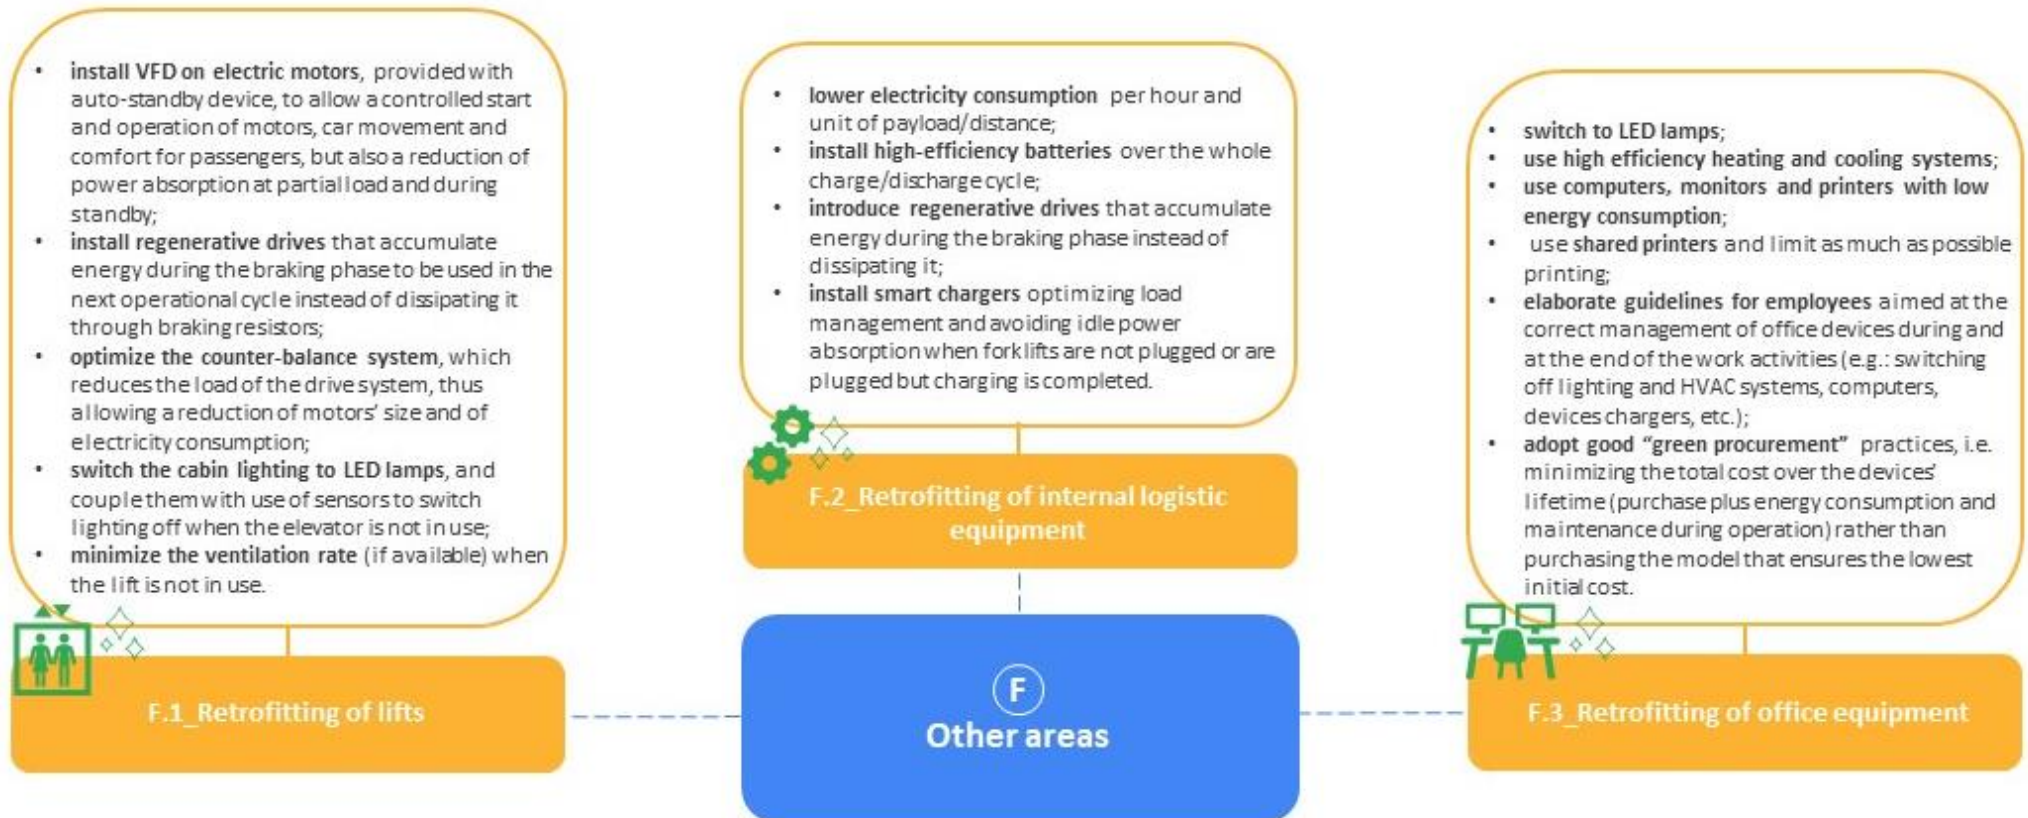 • install VFD on electric motors, provided with
auto-standby device, to allow a controlled start
and operation of motors, car movement and
comfort for passengers, but also a reduction of
power absorption at partial load and during
standby;
• install regenerative drives that accumulate
energy during the braking phase to be used in the
next operational cycle instead of dissipating it
through braking resistors;
• optimize the counter-balance system, which
reduces the load of the drive system, thus
allowing a reduction of motors’ size and of
electricity consumption;
• switch the cabin lighting to LED lamps, and
couple them with use of sensors to switch
lighting off when the elevator is not in use;
• minimize the ventilation rate (if available) when
the lift is not in use.
F.1_Retrofitting of lifts
• lower electricity consumption per hour and
unit of payload/distance;
• install high-efficiency batteries over the whole
charge/discharge cycle;
• introduce regenerative drives that accumulate
energy during the braking phase instead of
dissipating it;
• install smart chargers optimizing load
management and avoiding idle power
absorption when forklifts are not plugged or are
plugged but charging is completed.
F.2_Retrofitting of internal logistic
equipment
F
Other areas
• switch to LED lamps;
• use high efficiency heating and cooling systems;
• use computers, monitors and printers with low
energy consumption;
• use shared printers and limit as much as possible
printing;
• elaborate guidelines for employees aimed at the
correct management of office devices during and
at the end of the work activities (e.g.: switching
off lighting and HVAC systems, computers,
devices chargers, etc.);
• adopt good “green procurement” practices, i.e.
minimizing the total cost over the devices’
lifetime (purchase plus energy consumption and
maintenance during operation) rather than
purchasing the model that ensures the lowest
initial cost.
F.3_Retrofitting of office equipment